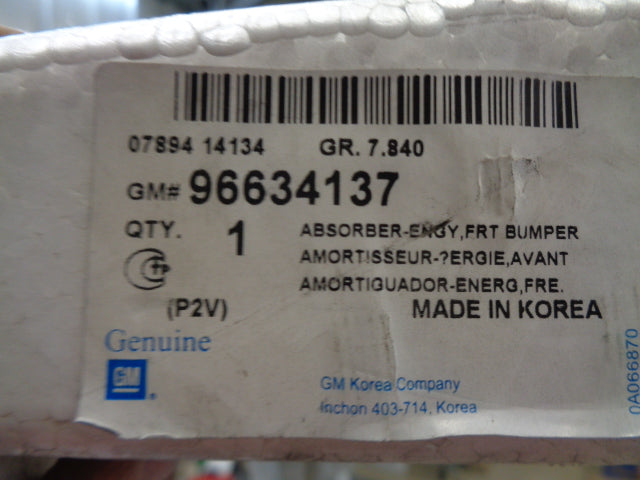 07894 14134 GR. 7.840
GM# 96634137
QTY. 1
ABSORBER-ENGY,FRT BUMPER
AMORTISSEUR-?ERGIE,AVANT
AMORTIGUADOR-ENERG,FRE.
(P2V) MADE IN KOREA
Genuine
GM
GM Korea Company
Inchon 403-714, Korea
0A066870